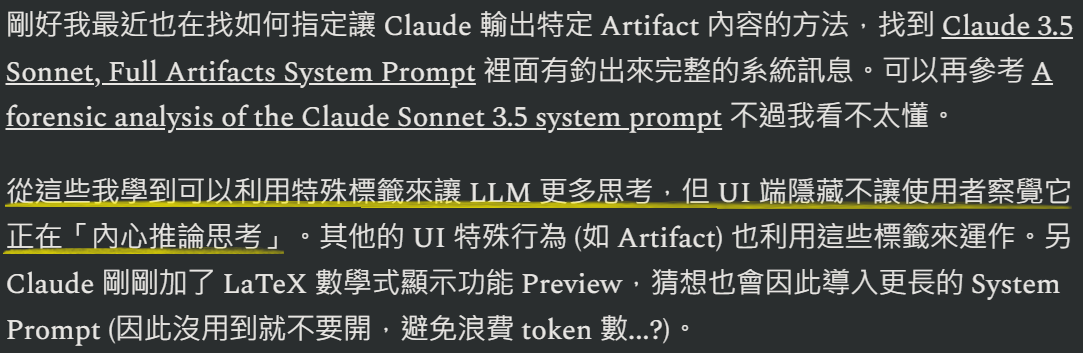 剛好我最近也在找如何指定讓 Claude 輸出特定 Artifact 內容的方法，找到 Claude 3.5
Sonnet, Full Artifacts System Prompt 裡面有釣出來完整的系統訊息。可以再參考 A
forensic analysis of the Claude Sonnet 3.5 system prompt 不過我看不太懂。
從這些我學到可以利用特殊標籤來讓 LLM 更多思考，但 UI 端隱藏不讓使用者察覺它
正在「內心推論思考」。其他的 UI 特殊行為 (如 Artifact) 也利用這些標籤來運作。另
Claude 剛剛加了 LaTeX 數學式顯示功能 Preview，猜想也會因此導入更長的 System
Prompt (因此沒用到就不要開，避免浪費 token 數...?)。